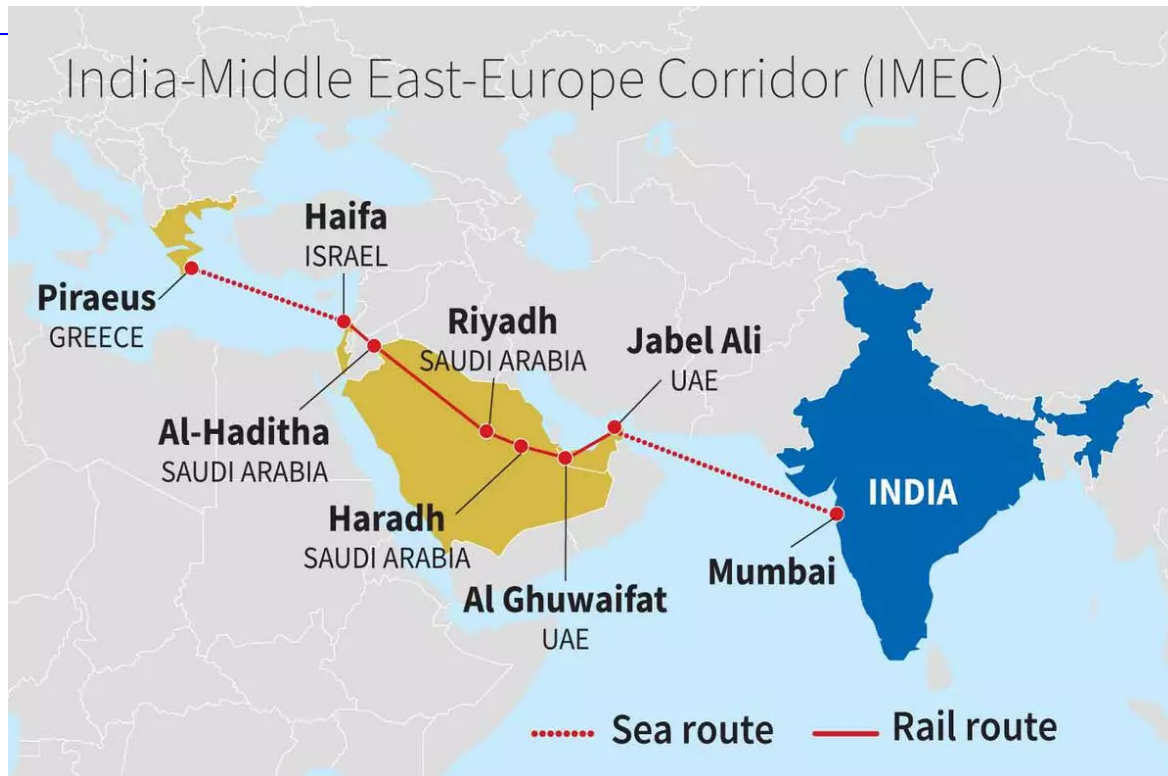 India-Middle East-Europe Corridor (IMEC)
Haifa
ISRAEL
Piraeus
GREECE
Riyadh
SAUDI ARABIA
Jabel Ali
UAE
Al-Haditha
SAUDI ARABIA
INDIA
Haradh
SAUDI ARABIA
Mumbai
Al Ghuwaifat
UAE
Sea route
Rail route